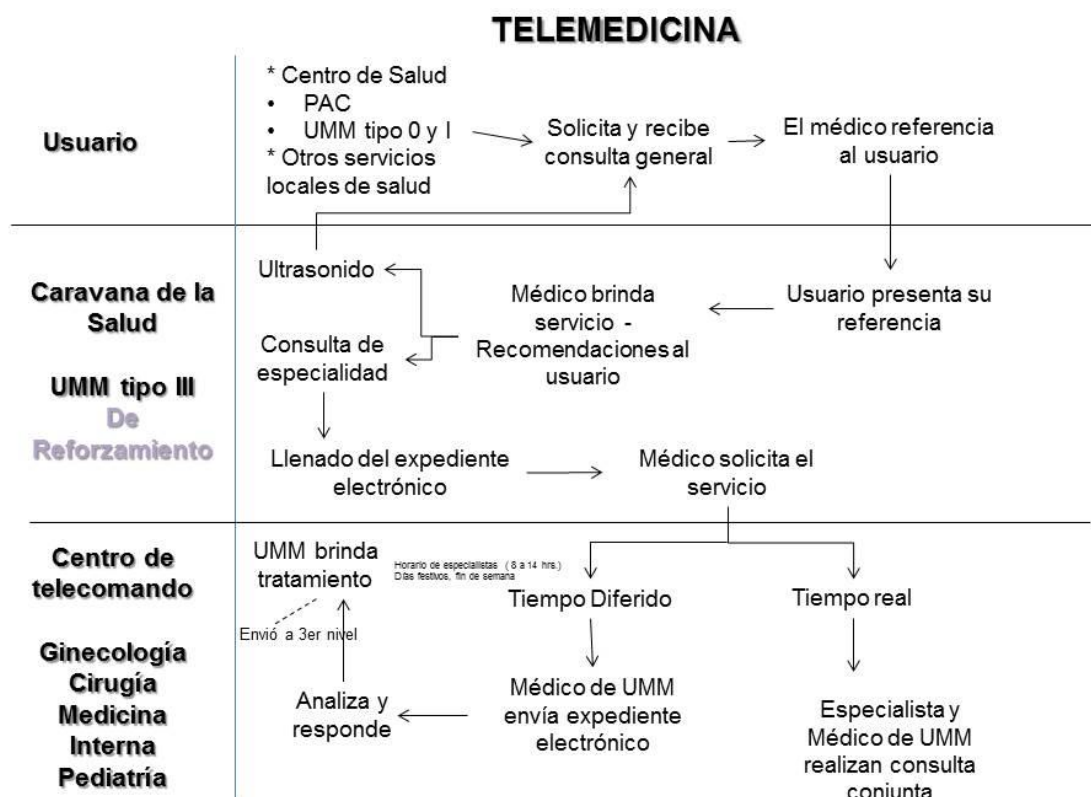 TELEMEDICINA
Usuario
* Centro de Salud
• PAC
• UMM tipo 0 y I
* Otros servicios
locales de salud
Solicita y recibe
consulta general
El médico referencia
al usuario
Caravana de la
Salud
UMM tipo III
De
Reforzamiento
Ultrasonido
Consulta de
especialidad
Médico brinda
servicio -
Recomendaciones al
usuario
Usuario presenta su
referencia
Llenado del expediente
electrónico
Médico solicita el
servicio
Centro de
telecomando
Ginecología
Cirugía
Medicina
Interna
Pediatría
UMM brinda
tratamiento
Horario de especialistas ( 8 a 14 hrs.)
Días festivos, fin de semana
Envió a 3er nivel
Tiempo Diferido
Tiempo real
Analiza y
responde
Médico de UMM
envía expediente
electrónico
Especialista y
Médico de UMM
realizan consulta
conjunta